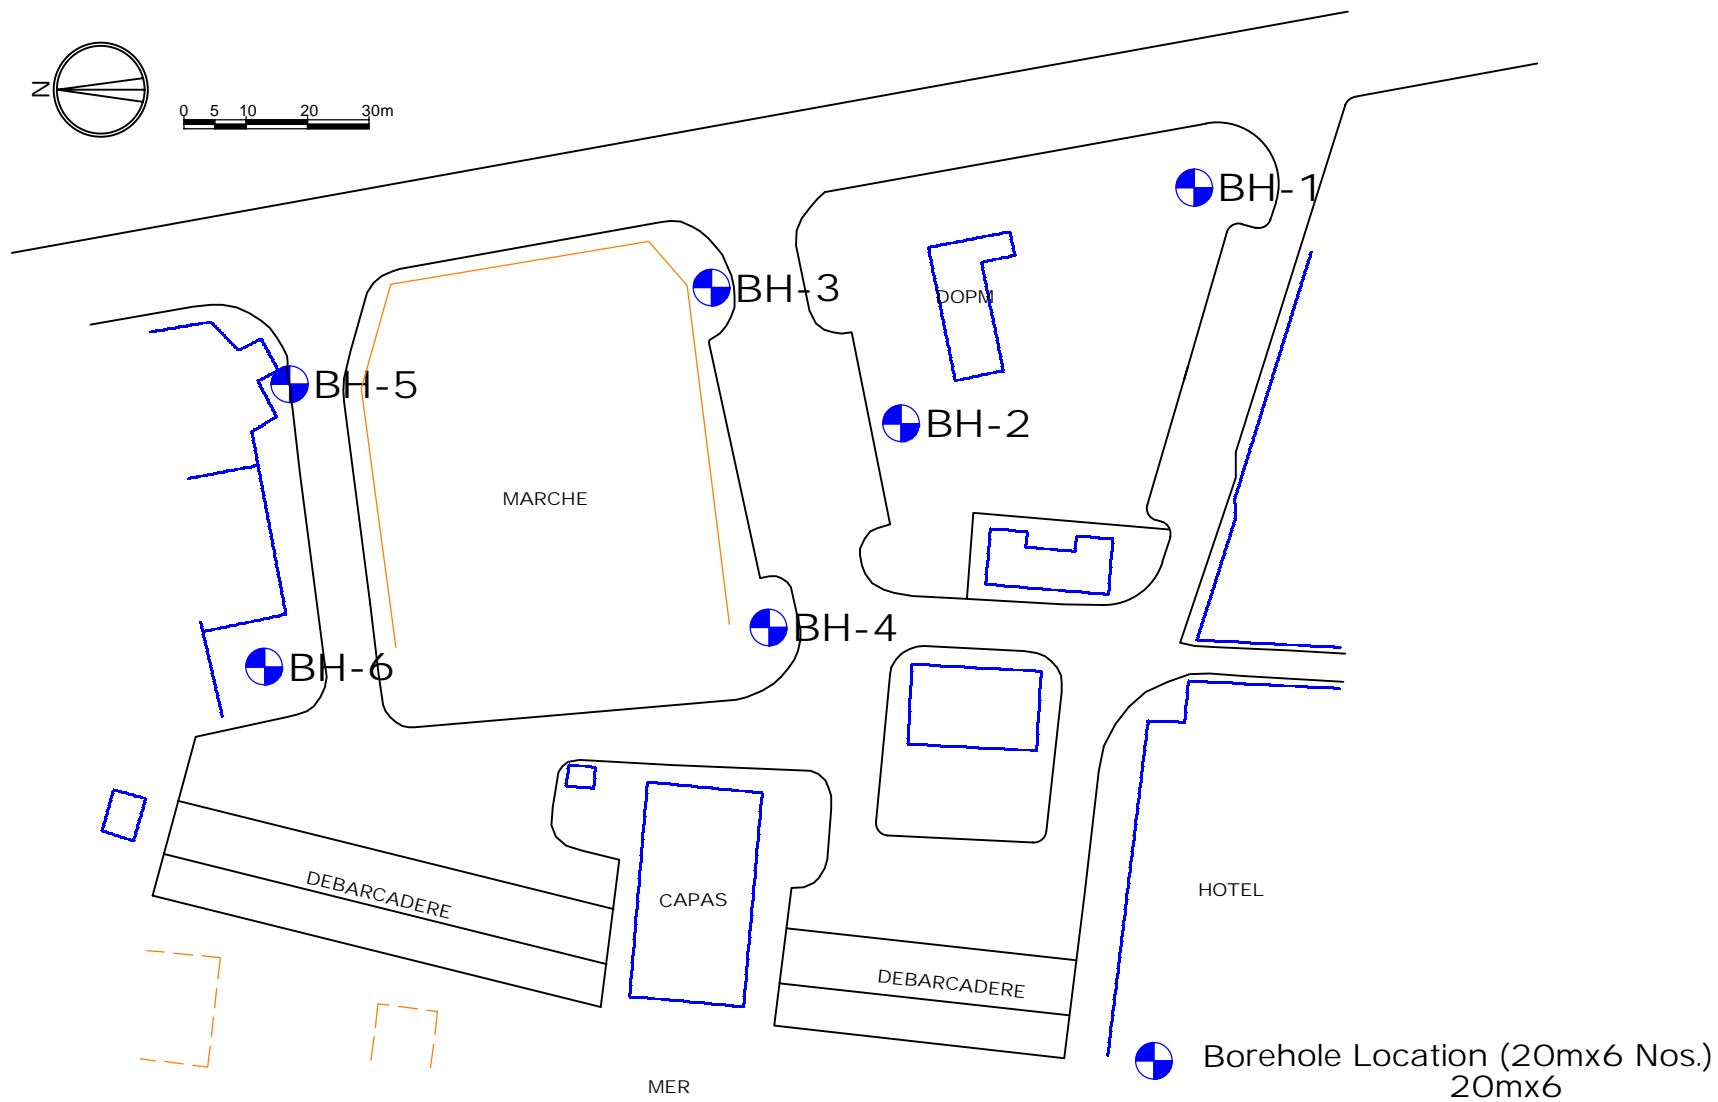 N
0 5 10 20 30m
BH-1
BH-3
DOPM
BH-5
BH-2
MARCHE
BH-4
BH-6
DEBARCADERE
CAPAS
HOTEL
DEBARCADERE
Borehole Location (20mx6 Nos.)
20mx6
MER